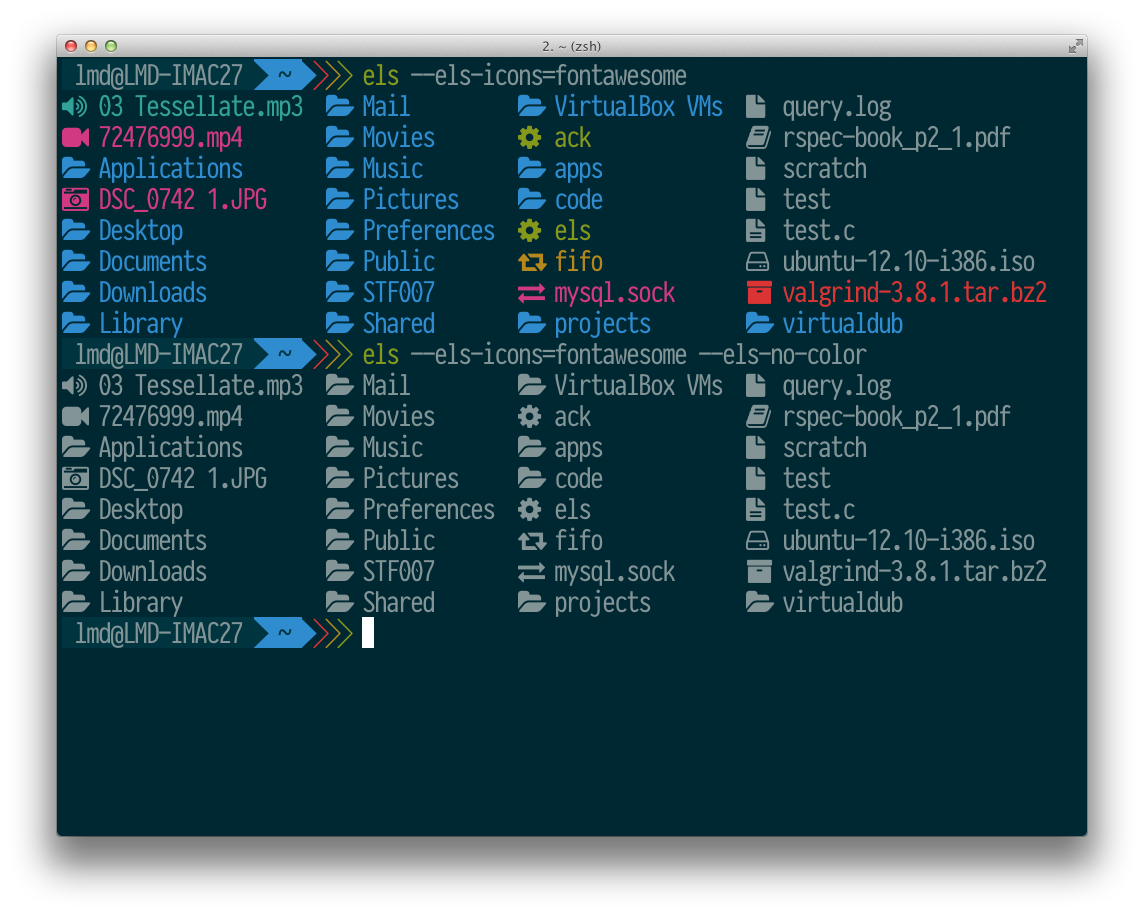 2. ~ (zsh)
lmd@LMD-IMAC27 ~ els --els-icons=fontawesome
03 Tessellate.mp3 Mail VirtualBox VMs query.log
72476999.mp4 Movies ack rspec-book_p2_1.pdf
Applications Music apps scratch
DSC_0742 1.JPG Pictures code test
Desktop Preferences els test.c
Documents Public fifo ubuntu-12.10-i386.iso
Downloads STF007 mysql.sock valgrind-3.8.1.tar.bz2
Library Shared projects virtualdub
lmd@LMD-IMAC27 ~ els --els-icons=fontawesome --els-no-color
03 Tessellate.mp3 Mail VirtualBox VMs query.log
72476999.mp4 Movies ack rspec-book_p2_1.pdf
Applications Music apps scratch
DSC_0742 1.JPG Pictures code test
Desktop Preferences els test.c
Documents Public fifo ubuntu-12.10-i386.iso
Downloads STF007 mysql.sock valgrind-3.8.1.tar.bz2
Library Shared projects virtualdub
lmd@LMD-IMAC27 ~